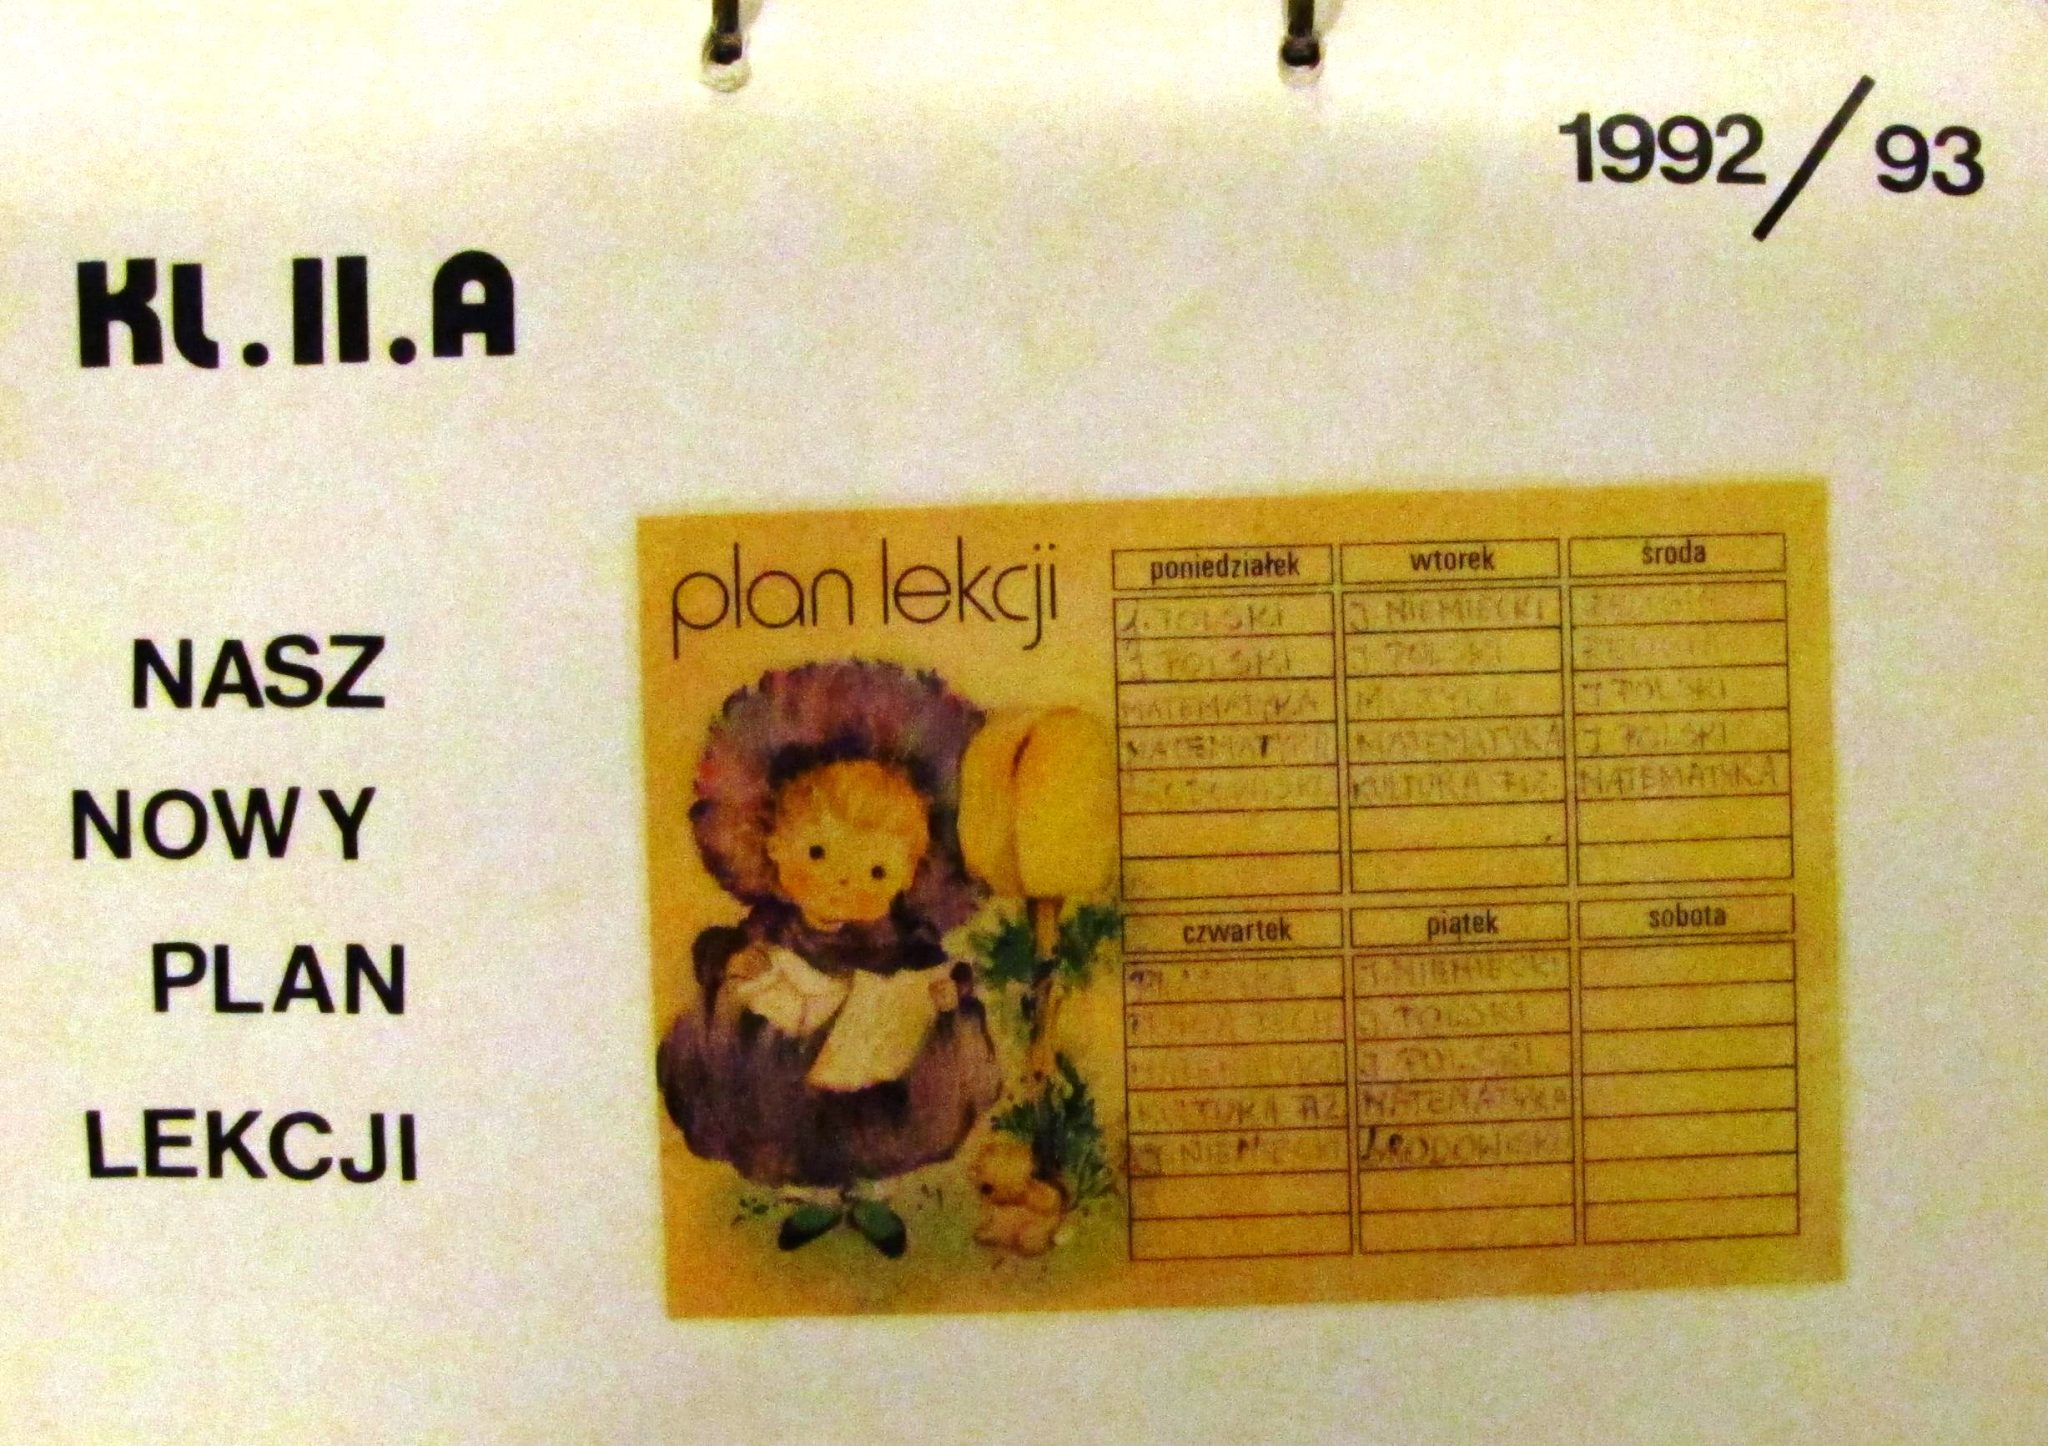 1992/93
KL.II.A
NASZ
NOWY
PLAN
LEKCJI
plan lekcji
poniedziałek
J. POLSKI
J. POLSKI
MATEMATYKA
MATEMATYKA
wtorek
J. NIEMIECKI
J. POLSKI
MUZYKA
MATEMATYKA
KULTURA FIZ.
środa
J. POLSKI
J. POLSKI
MATEMATYKA
czwartek
KULTURA FIZ.
J. NIEMIECKI
piątek
J. NIEMIECKI
J. POLSKI
J. POLSKI
MATEMATYKA
sobota